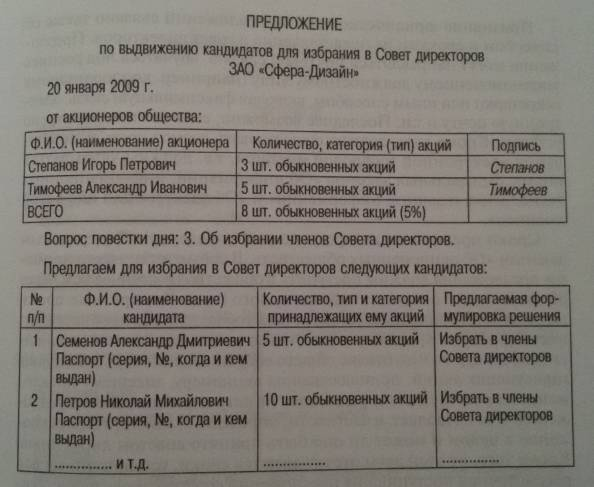 ПРЕДЛОЖЕНИЕ
по выдвижению кандидатов для избрания в Совет директоров
ЗАО «Сфера-Дизайн»
20 января 2009 г.
от акционеров общества:
Ф.И.О. (наименование) акционера Количество, категория (тип) акций Подпись
Степанов Игорь Петрович 3 шт. обыкновенных акций Степанов
Тимофеев Александр Иванович 5 шт. обыкновенных акций Тимофеев
ВСЕГО 8 шт. обыкновенных акций (5%)
Вопрос повестки дня: 3. Об избрании членов Совета директоров.
Предлагаем для избрания в Совет директоров следующих кандидатов:
№ Ф.И.О. (наименование) Количество, тип и категория Предлагаемая фор-
п/п кандидата принадлежащих ему акций мулировка решения
1 Семенов Александр Дмитриевич 5 шт. обыкновенных акций Избрать в члены
Паспорт (серия, №, когда и кем Совета директоров
выдан)
2 Петров Николай Михайлович 10 шт. обыкновенных акций Избрать в члены
Паспорт (серия, №, когда и кем Совета директоров
выдан)
............... и т.д. ............... ...............